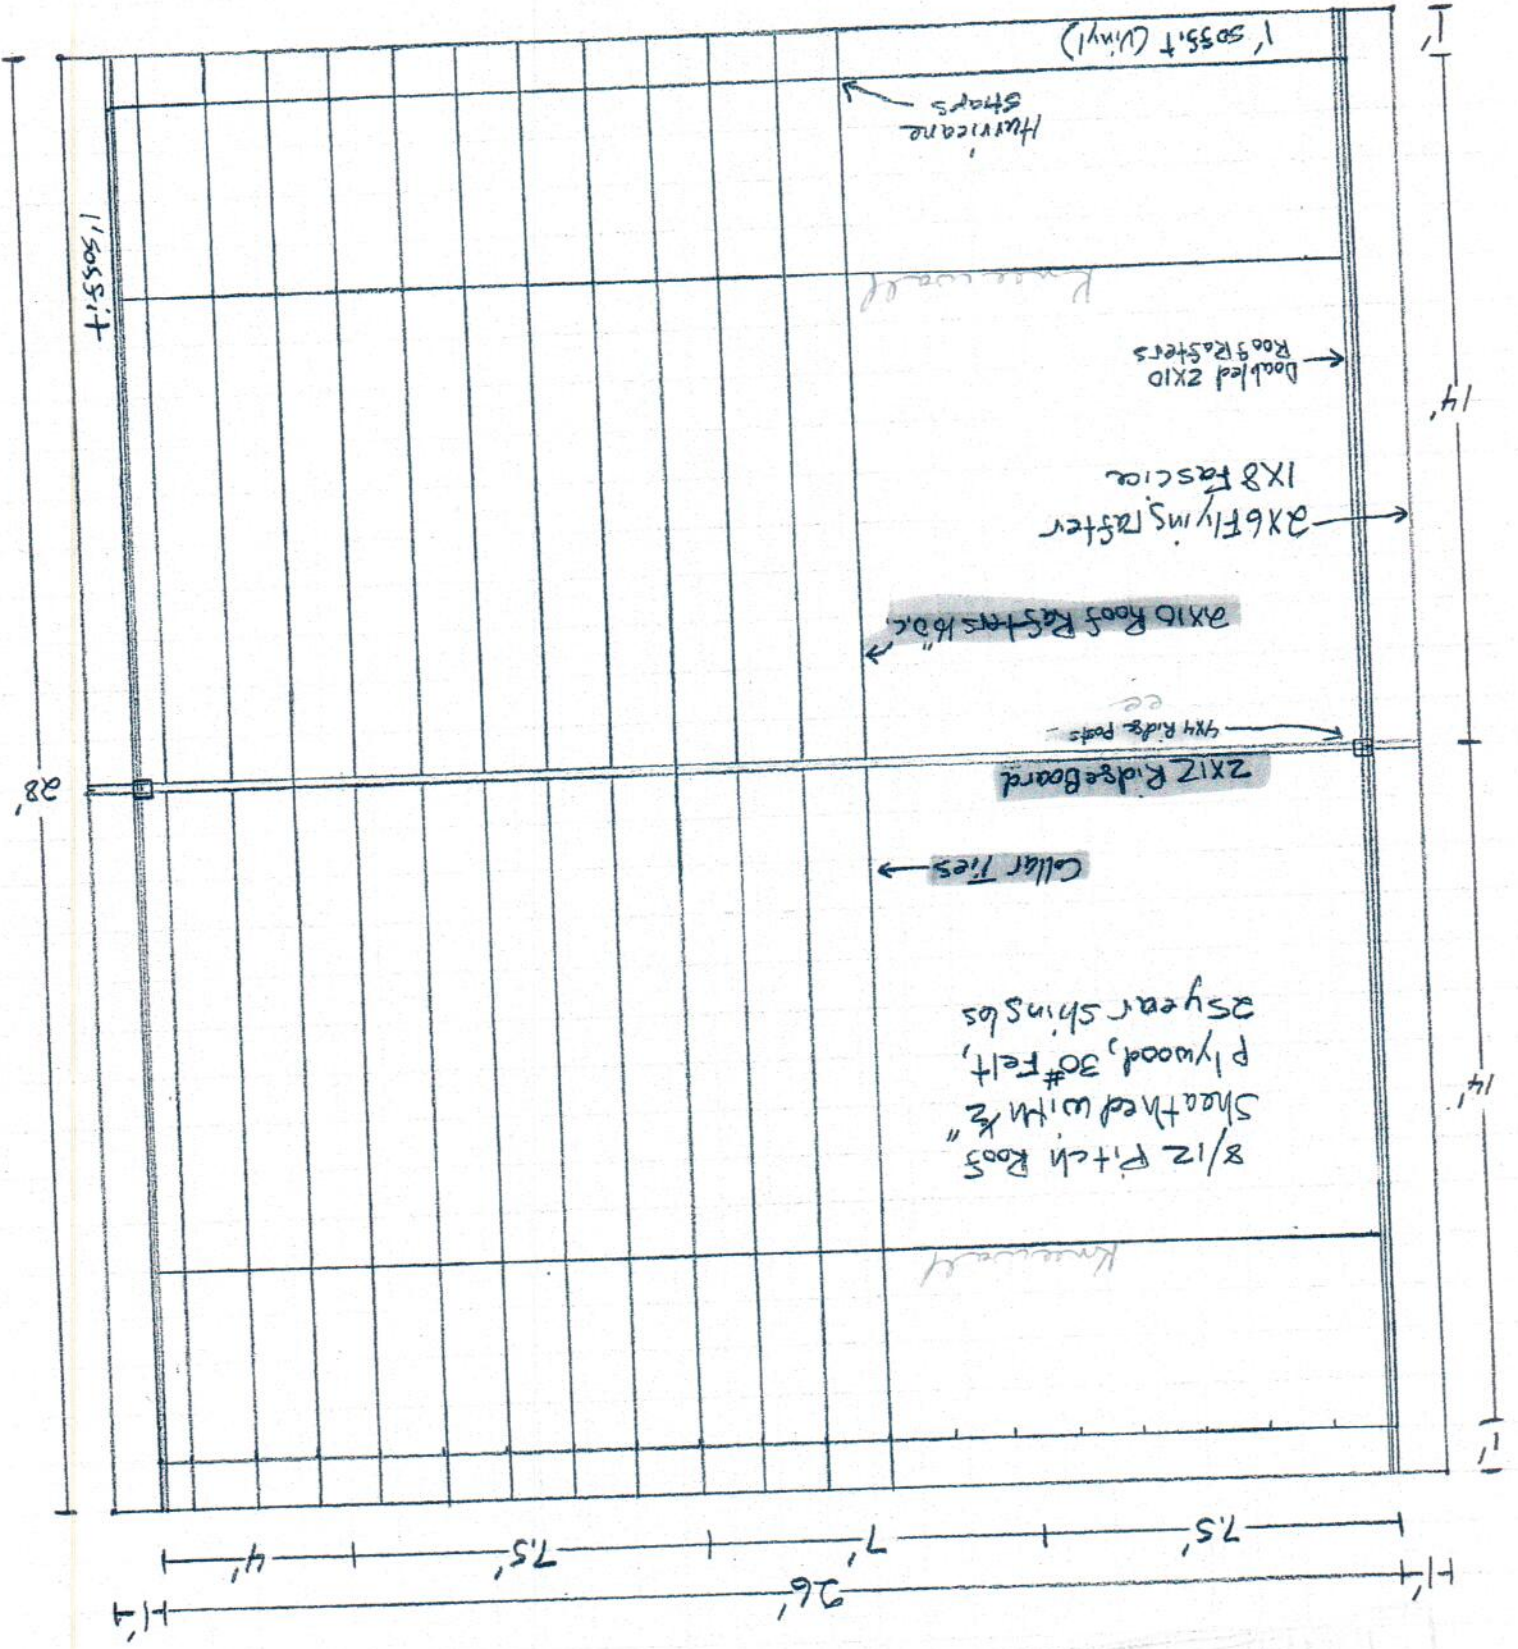 1'
26'
1'
7.5'
7'
7.5'
4'
1'
Kneewall
8/12 Pitch Roof
Sheathed with ½"
plywood, 30# Felt,
25 year shingles
14'
Collar Ties
2X12 Ridge Board
4X4 Ridge posts
28'
2X10 Roof Rafters 16" O.C.
2X6 Flying rafter
1X8 Fascia
14'
Doubled 2X10
Roof Rafters
Kneewall
1' soffit
Hurricane
Straps
1' soffit (Vinyl)
1'